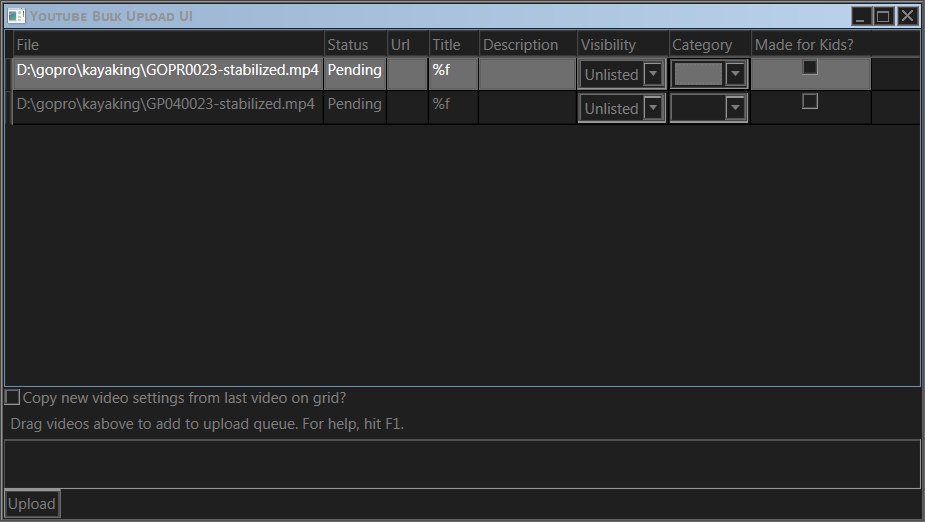 Youtube Bulk Upload UI
File Status Url Title Description Visibility Category Made for Kids?
D:\gopro\kayaking\GOPR0023-stabilized.mp4 Pending %f Unlisted
D:\gopro\kayaking\GP040023-stabilized.mp4 Pending %f Unlisted
Copy new video settings from last video on grid?
Drag videos above to add to upload queue. For help, hit F1.
Upload